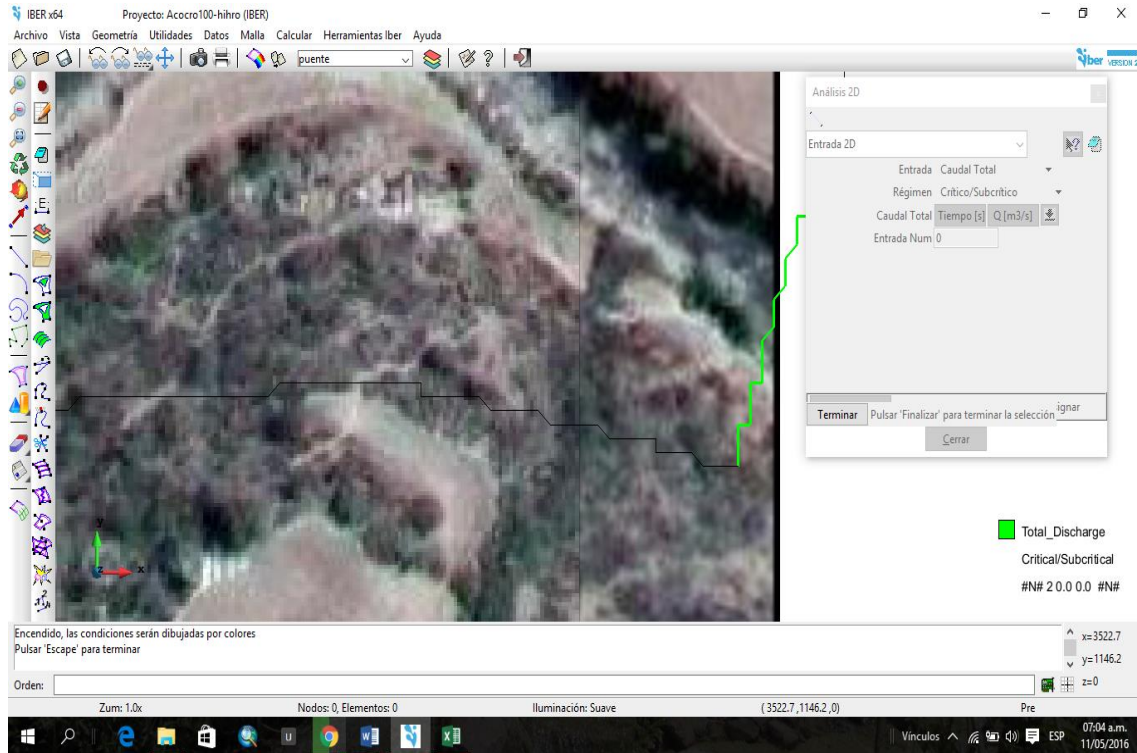 IBER x64 Proyecto: Acocro100-hihro (IBER)
Archivo Vista Geometría Utilidades Datos Malla Calcular Herramientas Iber Ayuda
puente
Iber VERSION 2
Análisis 2D
Entrada 2D
Entrada Caudal Total
Régimen Crítico/Subcrítico
Caudal Total Tiempo [s] Q [m3/s]
Entrada Num 0
Terminar Pulsar 'Finalizar' para terminar la selección ignar
Cerrar
y
z x
Total_Discharge
Critical/Subcritical
#N# 2 0.0 0.0 #N#
Encendido, las condiciones serán dibujadas por colores
Pulsar 'Escape' para terminar
x=3522.7
y=1146.2
z=0
Orden:
Zum: 1.0x Nodos: 0, Elementos: 0 Iluminación: Suave (3522.7,1146.2,0) Pre
Vínculos ESP 07:04 a.m.
11/05/2016